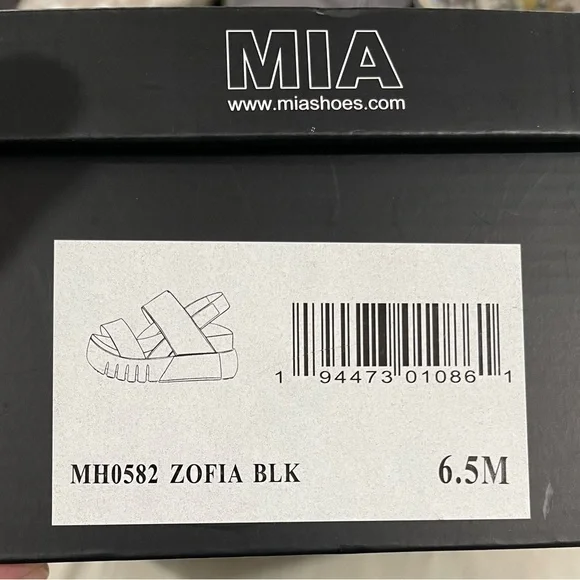 MIA
www.miashoes.com
1 94473 01086 1
MH0582 ZOFIA BLK 6.5M